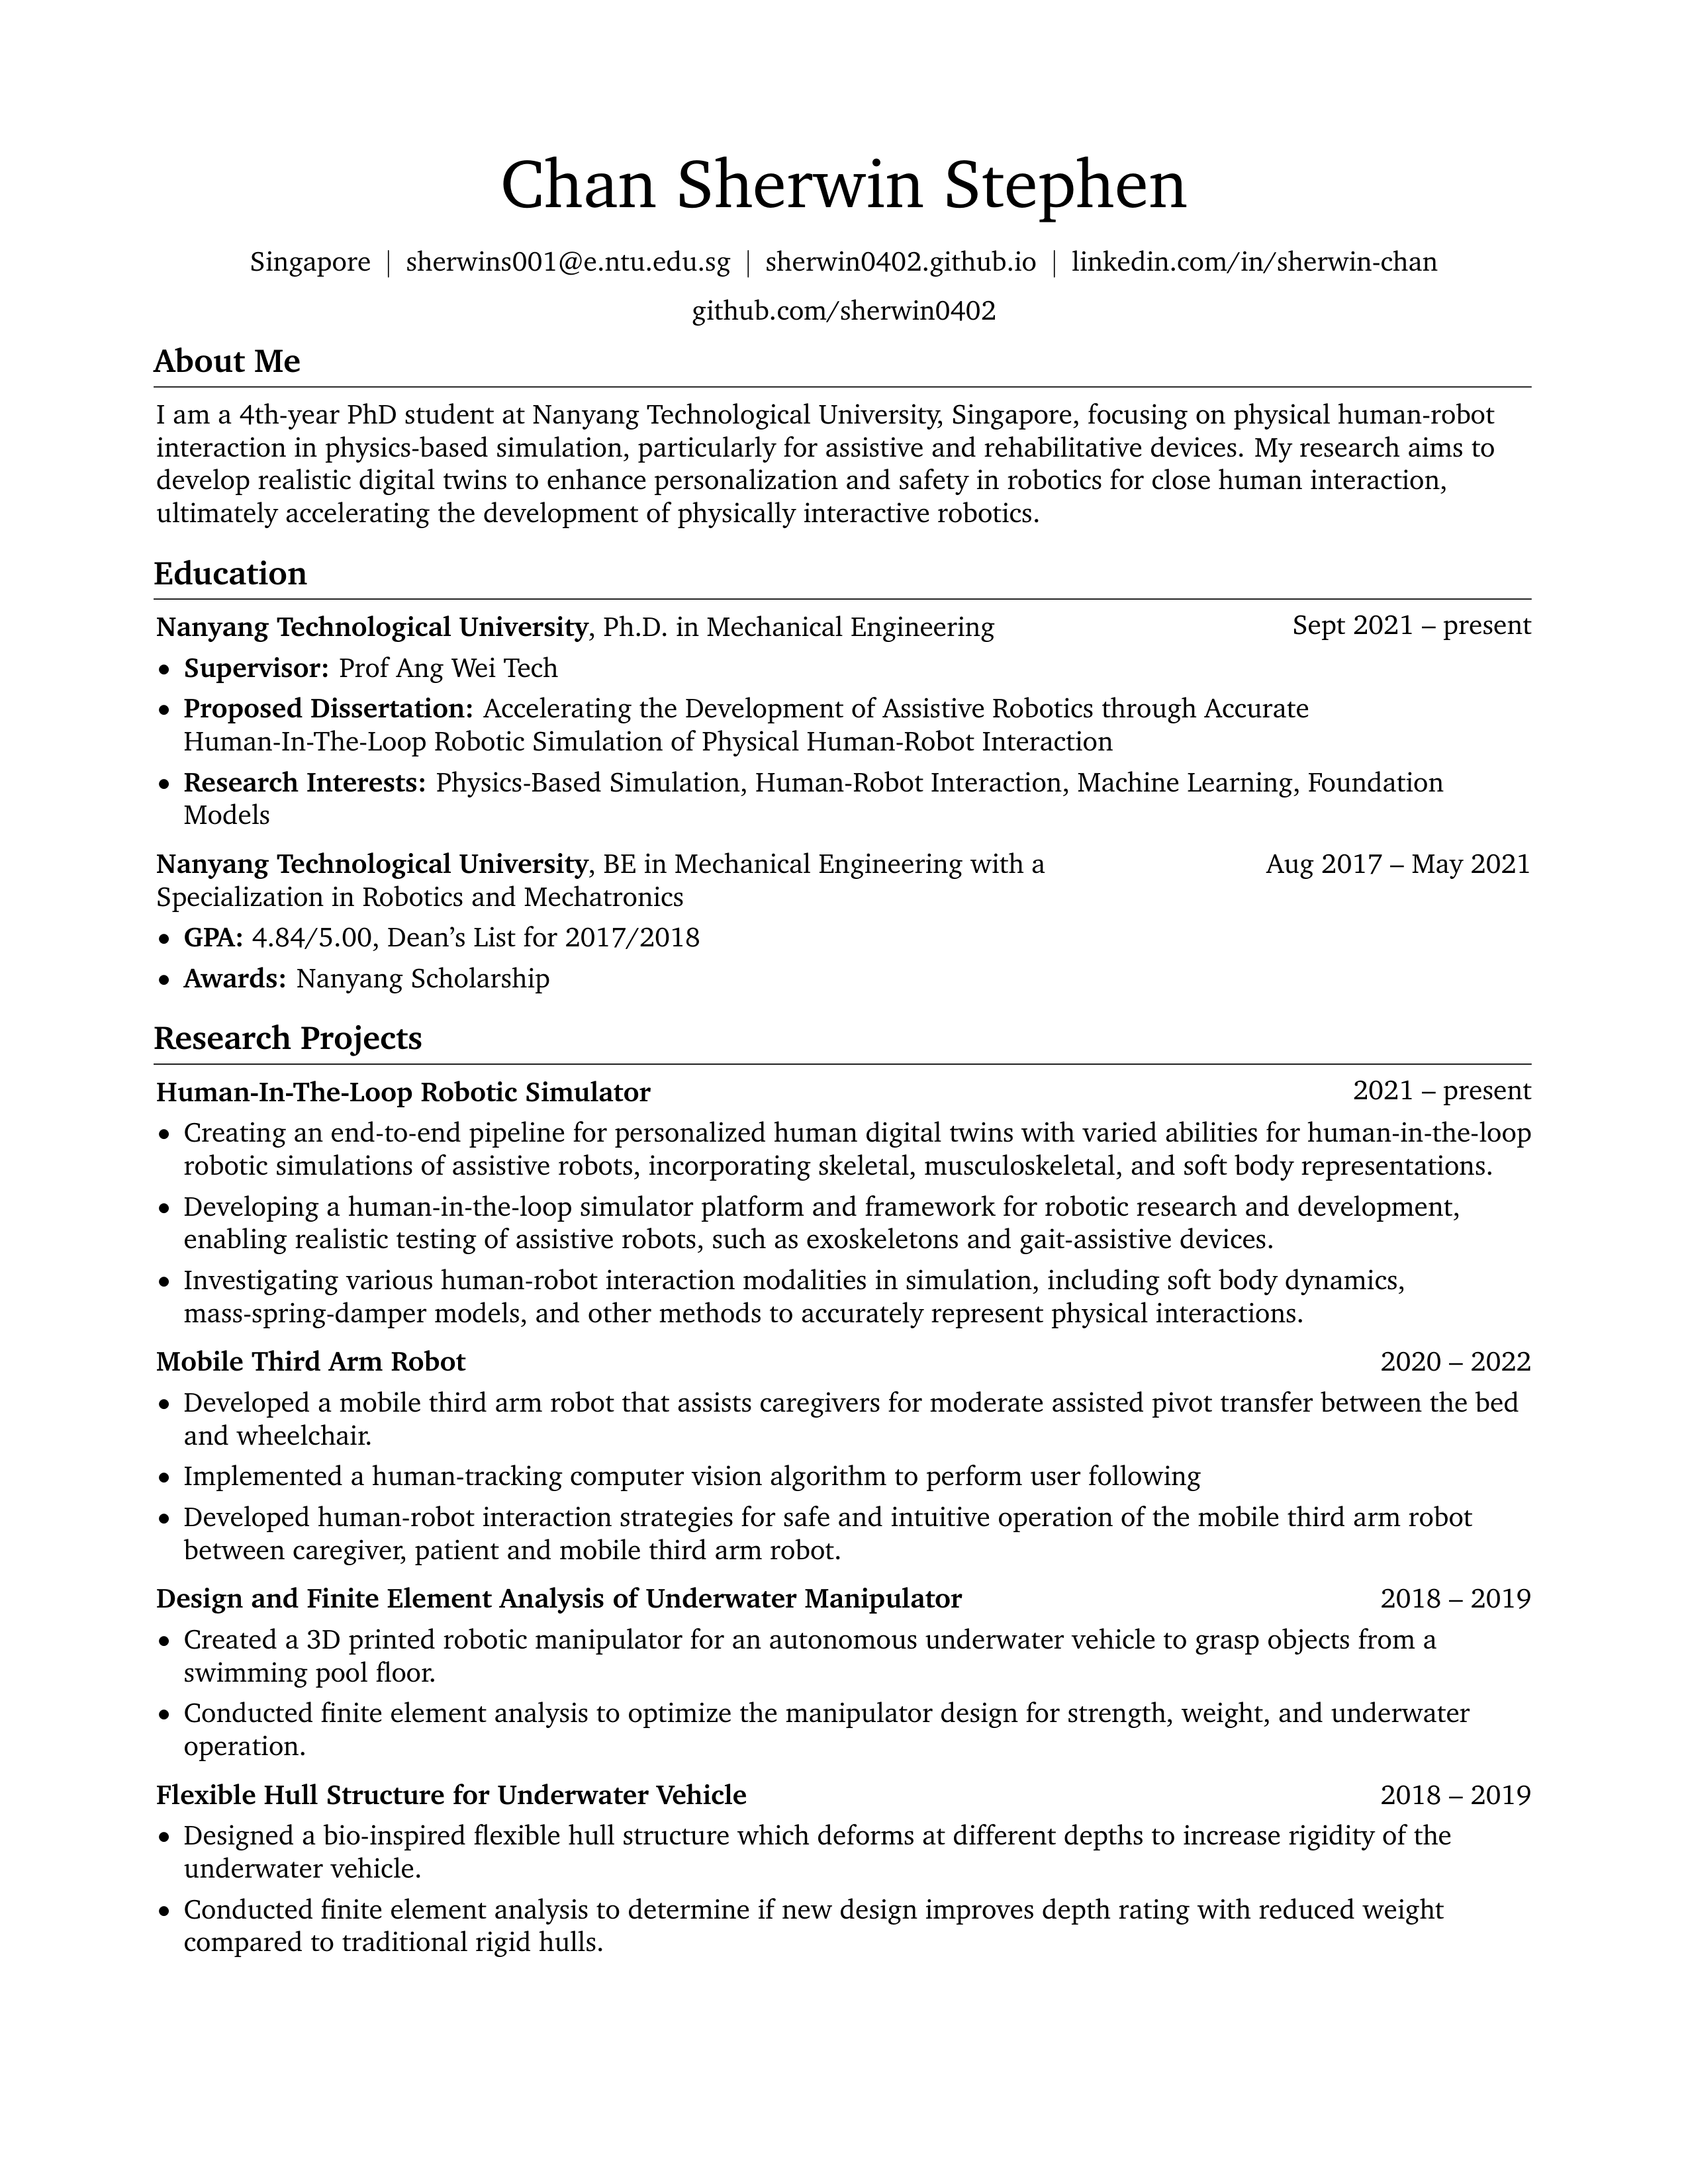 Chan Sherwin Stephen
Singapore | sherwins001@e.ntu.edu.sg | sherwin0402.github.io | linkedin.com/in/sherwin-chan
github.com/sherwin0402
About Me
I am a 4th-year PhD student at Nanyang Technological University, Singapore, focusing on physical human-robot
interaction in physics-based simulation, particularly for assistive and rehabilitative devices. My research aims to
develop realistic digital twins to enhance personalization and safety in robotics for close human interaction,
ultimately accelerating the development of physically interactive robotics.
Education
Nanyang Technological University, Ph.D. in Mechanical Engineering Sept 2021 – present
• Supervisor: Prof Ang Wei Tech
• Proposed Dissertation: Accelerating the Development of Assistive Robotics through Accurate
Human-In-The-Loop Robotic Simulation of Physical Human-Robot Interaction
• Research Interests: Physics-Based Simulation, Human-Robot Interaction, Machine Learning, Foundation
Models
Nanyang Technological University, BE in Mechanical Engineering with a Aug 2017 – May 2021
Specialization in Robotics and Mechatronics
• GPA: 4.84/5.00, Dean’s List for 2017/2018
• Awards: Nanyang Scholarship
Research Projects
Human-In-The-Loop Robotic Simulator 2021 – present
• Creating an end-to-end pipeline for personalized human digital twins with varied abilities for human-in-the-loop
robotic simulations of assistive robots, incorporating skeletal, musculoskeletal, and soft body representations.
• Developing a human-in-the-loop simulator platform and framework for robotic research and development,
enabling realistic testing of assistive robots, such as exoskeletons and gait-assistive devices.
• Investigating various human-robot interaction modalities in simulation, including soft body dynamics,
mass-spring-damper models, and other methods to accurately represent physical interactions.
Mobile Third Arm Robot 2020 – 2022
• Developed a mobile third arm robot that assists caregivers for moderate assisted pivot transfer between the bed
and wheelchair.
• Implemented a human-tracking computer vision algorithm to perform user following
• Developed human-robot interaction strategies for safe and intuitive operation of the mobile third arm robot
between caregiver, patient and mobile third arm robot.
Design and Finite Element Analysis of Underwater Manipulator 2018 – 2019
• Created a 3D printed robotic manipulator for an autonomous underwater vehicle to grasp objects from a
swimming pool floor.
• Conducted finite element analysis to optimize the manipulator design for strength, weight, and underwater
operation.
Flexible Hull Structure for Underwater Vehicle 2018 – 2019
• Designed a bio-inspired flexible hull structure which deforms at different depths to increase rigidity of the
underwater vehicle.
• Conducted finite element analysis to determine if new design improves depth rating with reduced weight
compared to traditional rigid hulls.